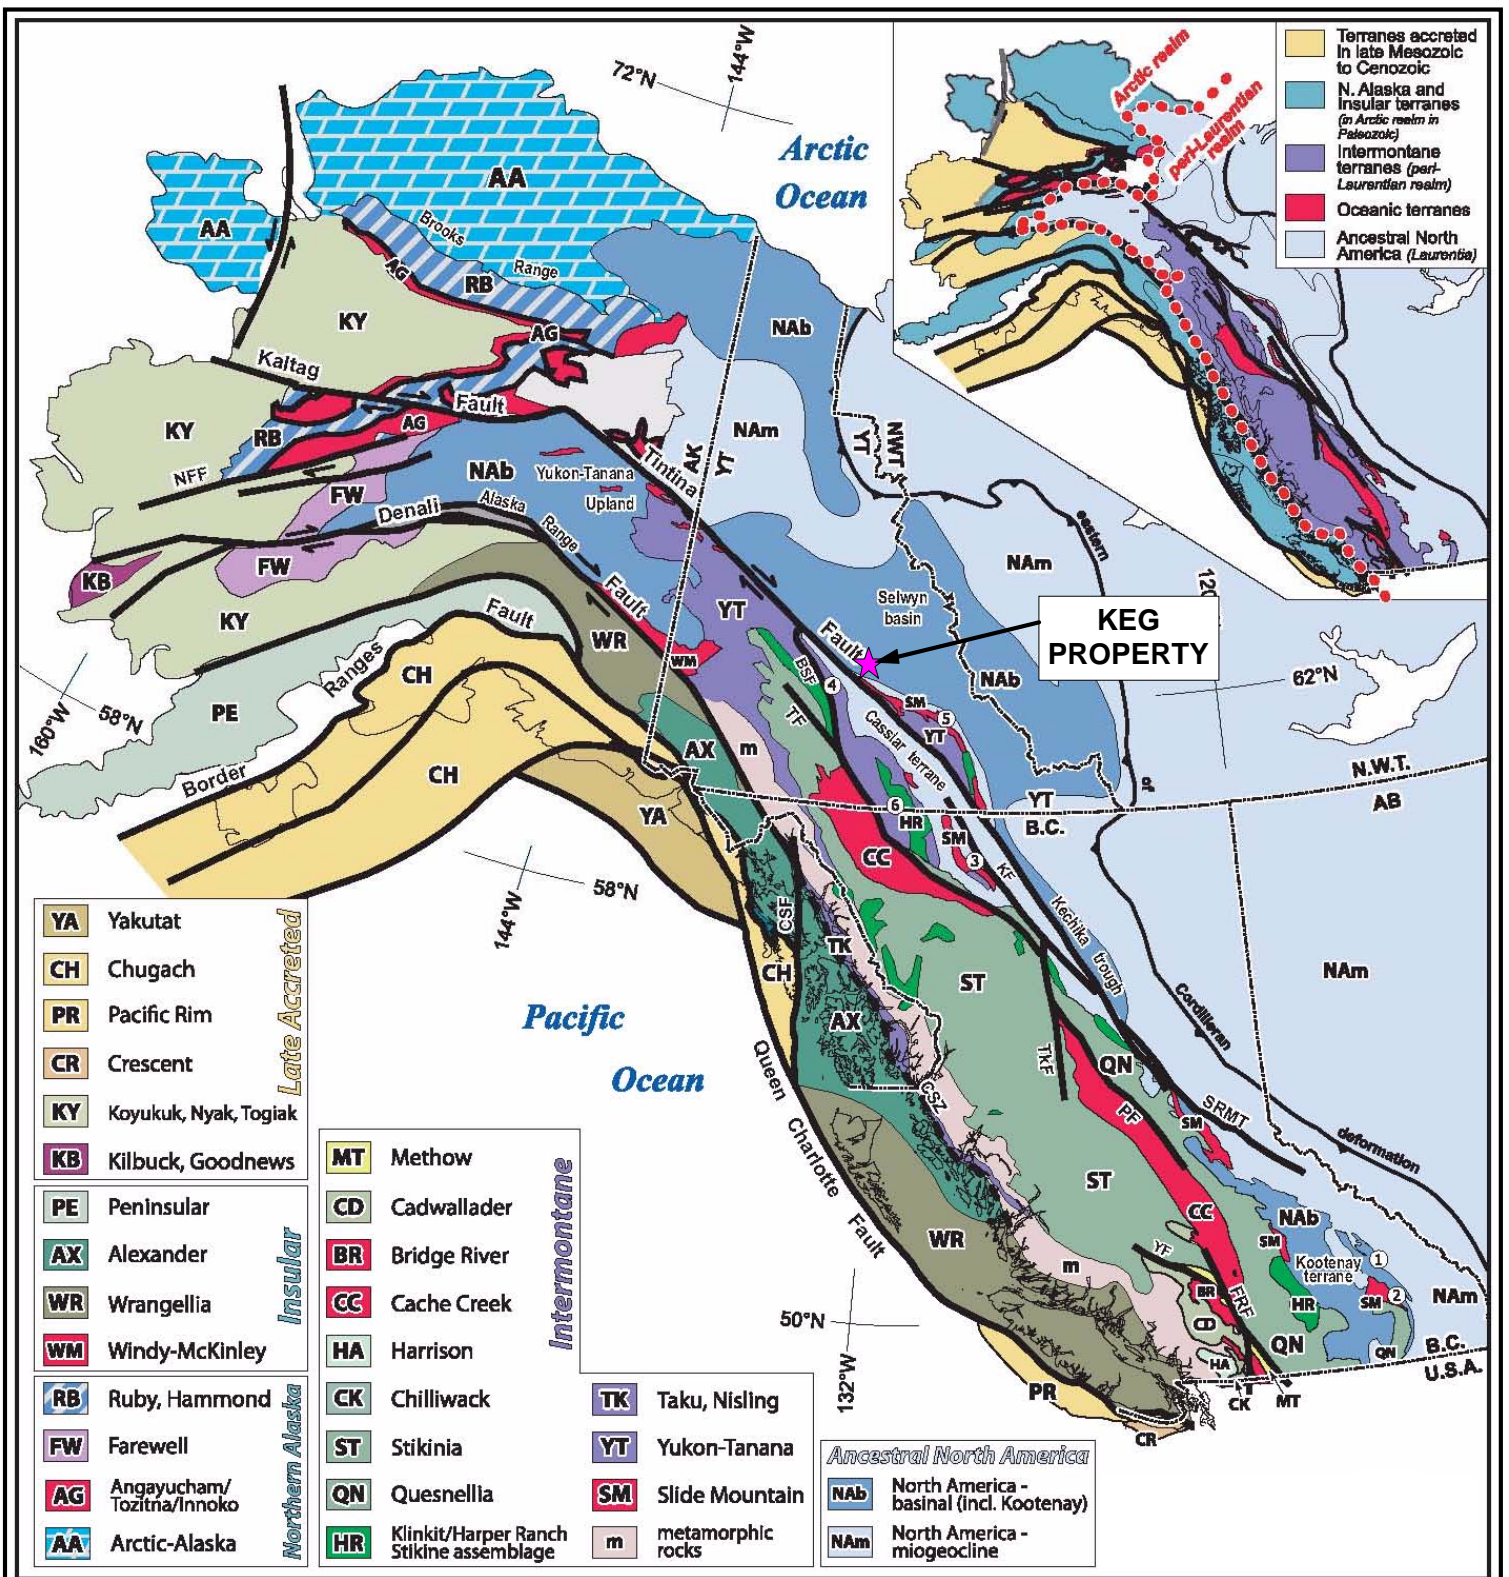 72°N
144°W
Arctic
Ocean
Arctic realm
peri-Laurentian
realm
Terranes accreted
in late Mesozoic
to Cenozoic
N. Alaska and
Insular terranes
(in Arctic realm in
Paleozoic)
Intermontane
terranes (peri-
Laurentian realm)
Oceanic terranes
Ancestral North
America (Laurentia)
AA
AA
Brooks
Range
AG
RB
AG
KY
NAb
Kaltag
Fault
KY
RB
AG
NFF
FW
NAb
Yukon-Tanana
Upland
Tintina
AK
YT
NAm
YT
NWT
Denali
Alaska
Range
Fault
FW
KB
KY
eastern
NAm
120
Selwyn
basin
KEG
PROPERTY
Fault
YT
WR
WM
Fault
Ranges
CH
PE
160°W
58°N
Border
CH
YA
AX
m
BSF
4
TF
Cassiar terrane
SM
5
YT
NAb
62°N
N.W.T.
AB
YT
B.C.
of
6
HR
SM
3
CC
KF
Kechika
trough
NAm
144°W
58°N
CSF
CH
TK
AX
ST
Cordilleran
Pacific
Ocean
Queen
Charlotte
Fault
CSZ
TkF
QN
PF
SM
SRMT
deformation
ST
CC
NAb
SM
Kootenay
terrane
1
SM
2
NAm
WR
m
YF
BR
CD
FRF
HR
QN
QN
HA
B.C.
U.S.A.
50°N
132°W
PR
CR
CK
MT
YA Yakutat
CH Chugach
PR Pacific Rim
CR Crescent
KY Koyukuk, Nyak, Togiak
KB Kilbuck, Goodnews
Late Accreted
PE Peninsular
AX Alexander
WR Wrangellia
WM Windy-McKinley
Insular
RB Ruby, Hammond
FW Farewell
AG Angayucham/
Tozitna/Innoko
AA Arctic-Alaska
Northern Alaska
MT Methow
CD Cadwallader
BR Bridge River
CC Cache Creek
HA Harrison
CK Chilliwack
ST Stikinia
QN Quesnellia
HR Klinkit/Harper Ranch
Stikine assemblage
Intermontane
TK Taku, Nisling
YT Yukon-Tanana
SM Slide Mountain
m metamorphic
rocks
Ancestral North America
NAb North America -
basinal (incl. Kootenay)
NAm North America -
miogeocline